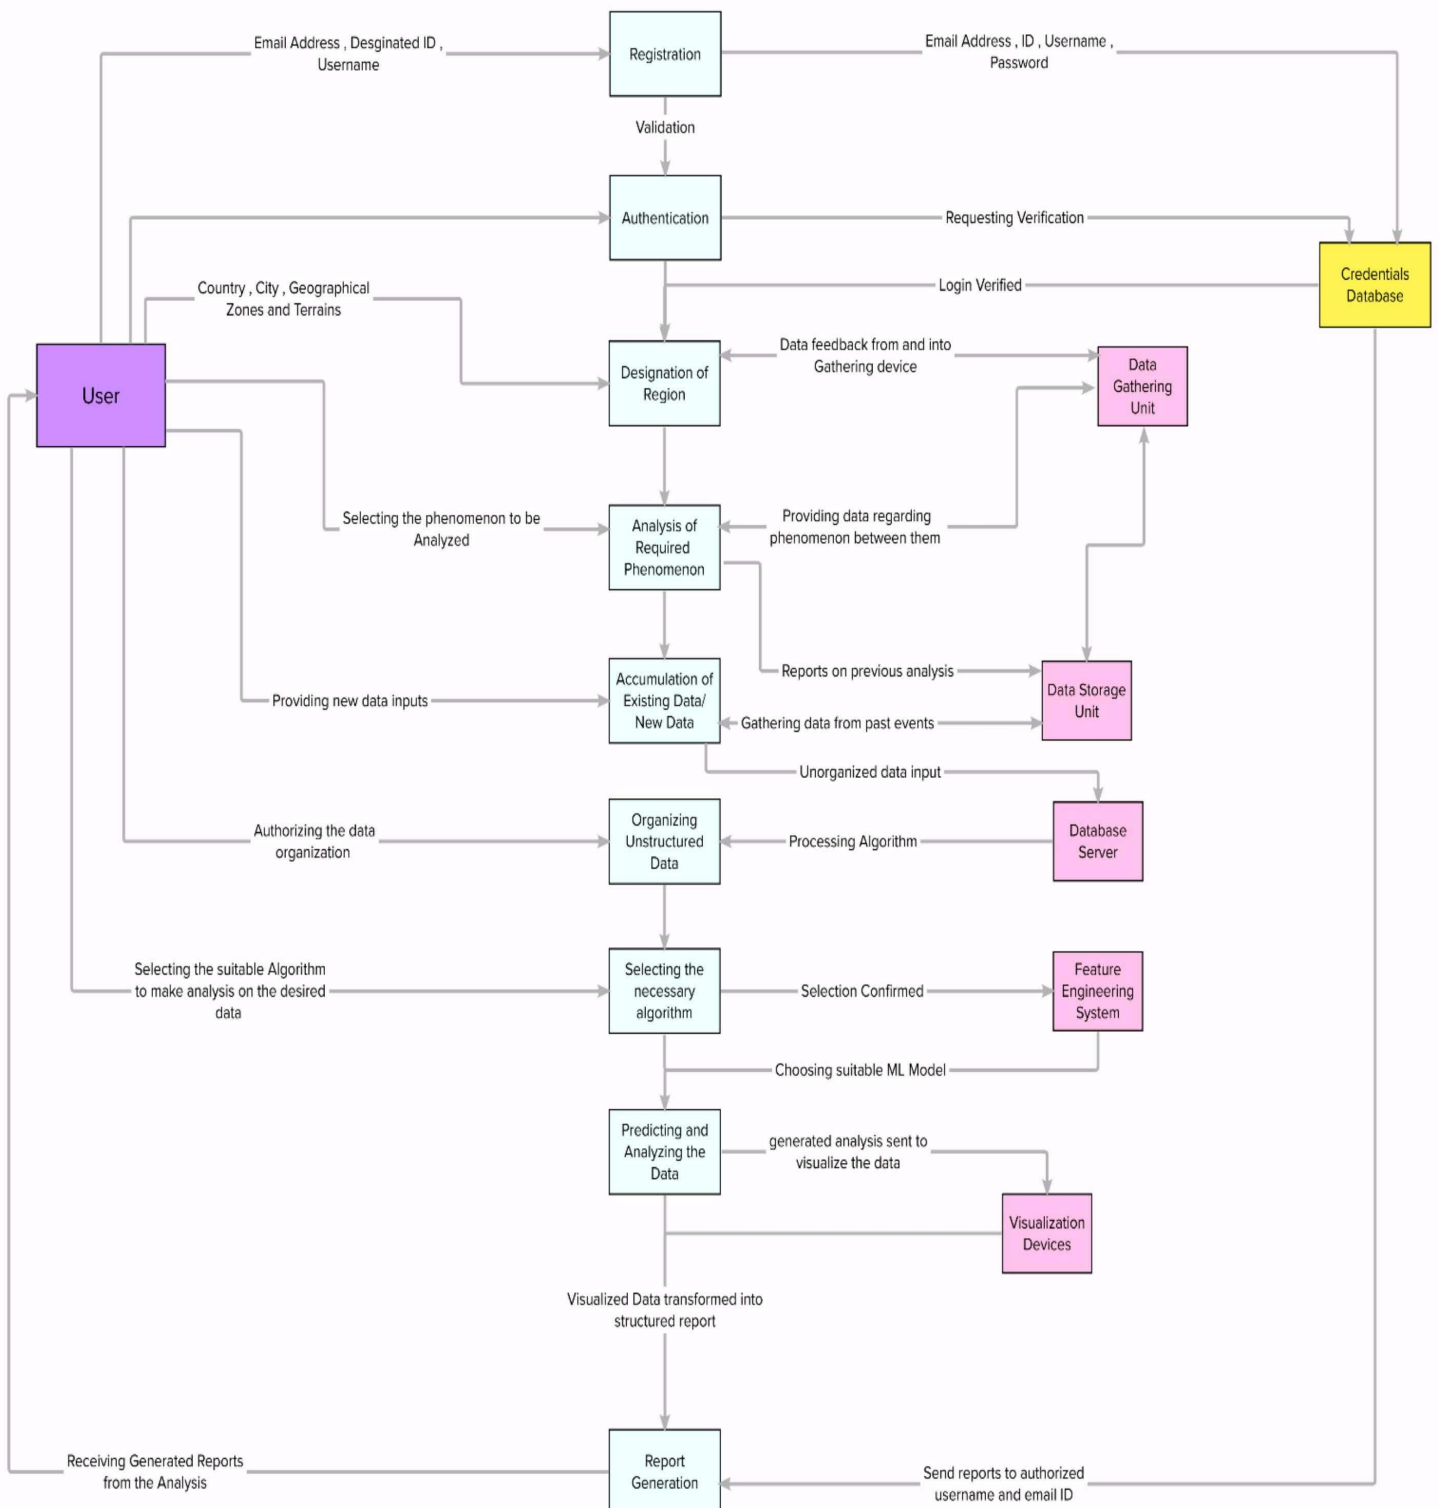 Email Address , Desginated ID ,
Username
Registration
Email Address , ID , Username ,
Password
Validation
Authentication
Requesting Verification
Credentials
Database
Login Verified
Country , City , Geographical
Zones and Terrains
User
Designation of
Region
Data feedback from and into
Gathering device
Data
Gathering
Unit
Selecting the phenomenon to be
Analyzed
Analysis of
Required
Phenomenon
Providing data regarding
phenomenon between them
Reports on previous analysis
Data Storage
Unit
Providing new data inputs
Accumulation of
Existing Data/
New Data
Gathering data from past events
Unorganized data input
Authorizing the data
organization
Organizing
Unstructured
Data
Processing Algorithm
Database
Server
Selecting the suitable Algorithm
to make analysis on the desired
data
Selecting the
necessary
algorithm
Selection Confirmed
Feature
Engineering
System
Choosing suitable ML Model
Predicting and
Analyzing the
Data
generated analysis sent to
visualize the data
Visualization
Devices
Visualized Data transformed into
structured report
Receiving Generated Reports
from the Analysis
Report
Generation
Send reports to authorized
username and email ID